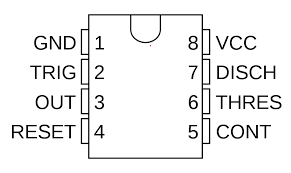 GND 1 8 VCC
TRIG 2 7 DISCH
OUT 3 6 THRES
RESET 4 5 CONT